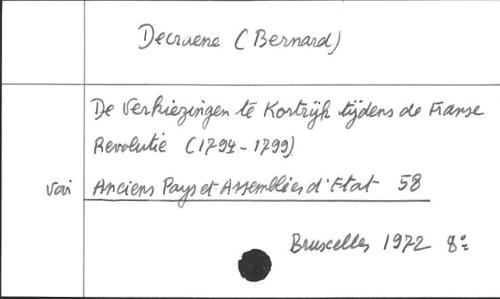 Decraene (Bernard)
De Verkiezingen te Kortrijk tijdens de Franse
Revolutie (1794-1799)
Voir Anciens Pays et Assemblées d'Etat 58
Bruxelles 1972 8°